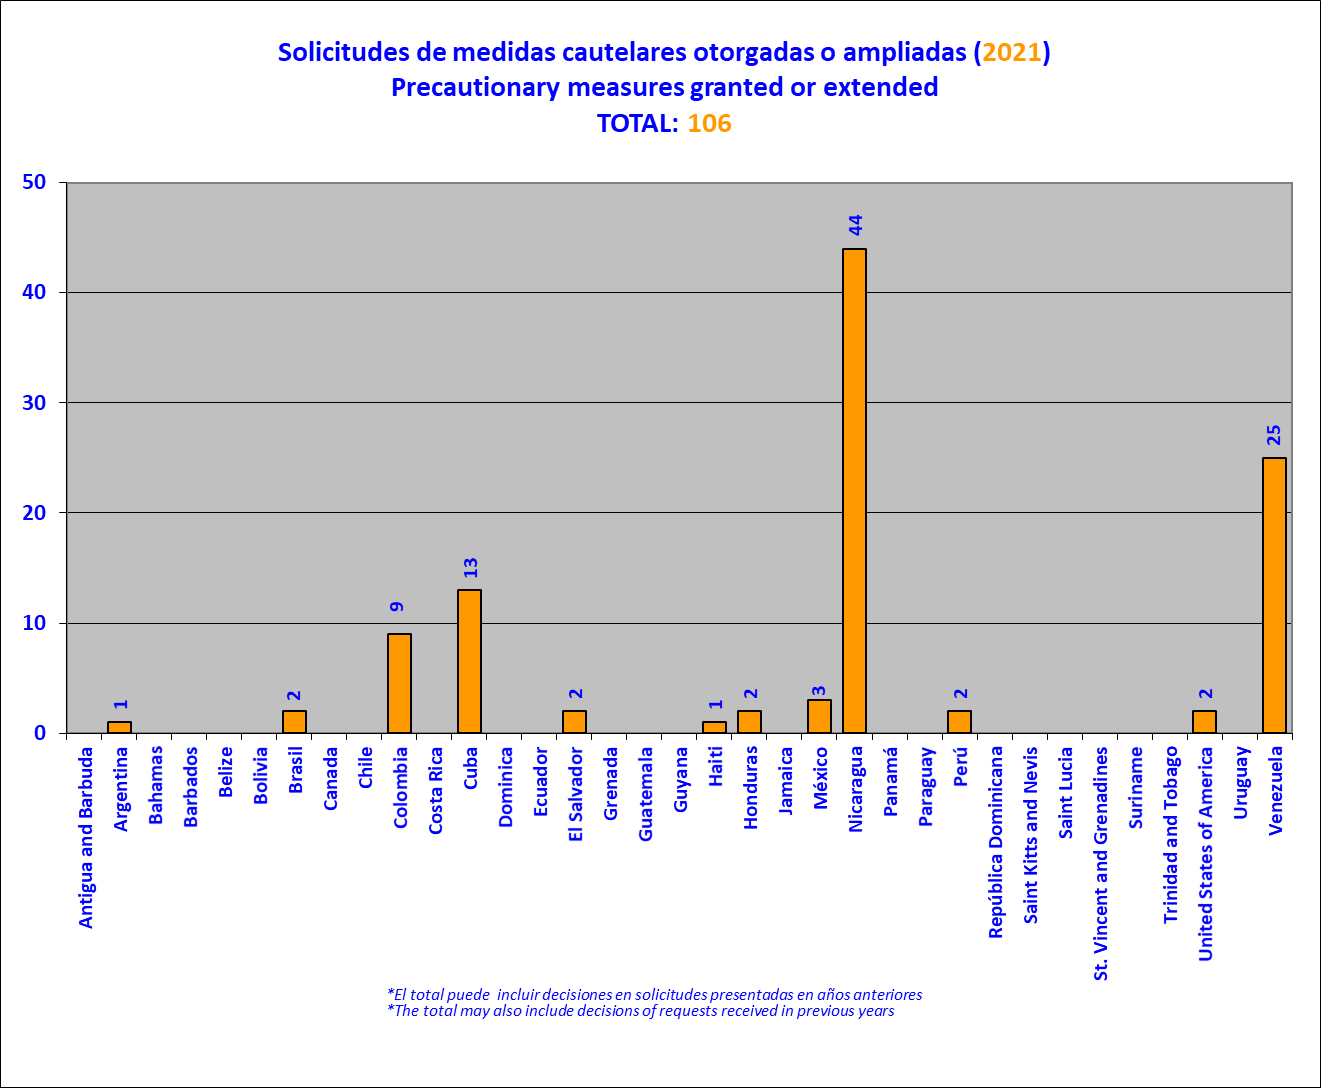 Solicitudes de medidas cautelares otorgadas o ampliadas (2021)
Precautionary measures granted or extended
TOTAL: 106
50
40
30
20
10
0
1
2
9
13
2
1
2
3
44
2
2
25
Antigua and Barbuda
Argentina
Bahamas
Barbados
Belize
Bolivia
Brasil
Canada
Chile
Colombia
Costa Rica
Cuba
Dominica
Ecuador
El Salvador
Grenada
Guatemala
Guyana
Haiti
Honduras
Jamaica
México
Nicaragua
Panamá
Paraguay
Perú
República Dominicana
Saint Kitts and Nevis
Saint Lucia
St. Vincent and Grenadines
Suriname
Trinidad and Tobago
United States of America
Uruguay
Venezuela
*El total puede  incluir decisiones en solicitudes presentadas en años anteriores
*The total may also include decisions of requests received in previous years